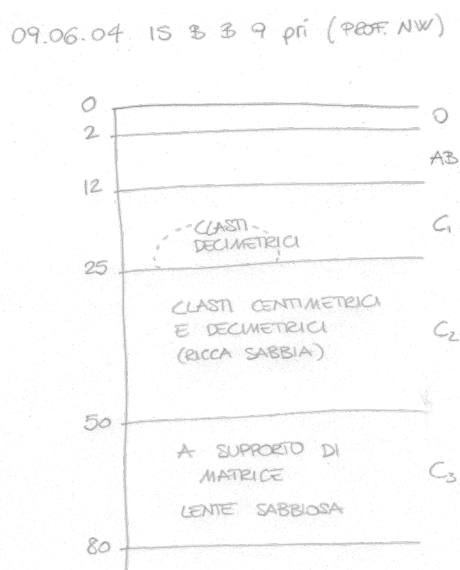 09.06.04 IS B B 9 pri (PROF. NW)
0
O
2
AB
12
C1
CLASTI
DECIMETRICI
25
CLASTI CENTIMETRICI
E DECIMETRICI
(RICCA SABBIA)
C2
50
A SUPPORTO DI
MATRICE
LENTE SABBIOSA
C3
80